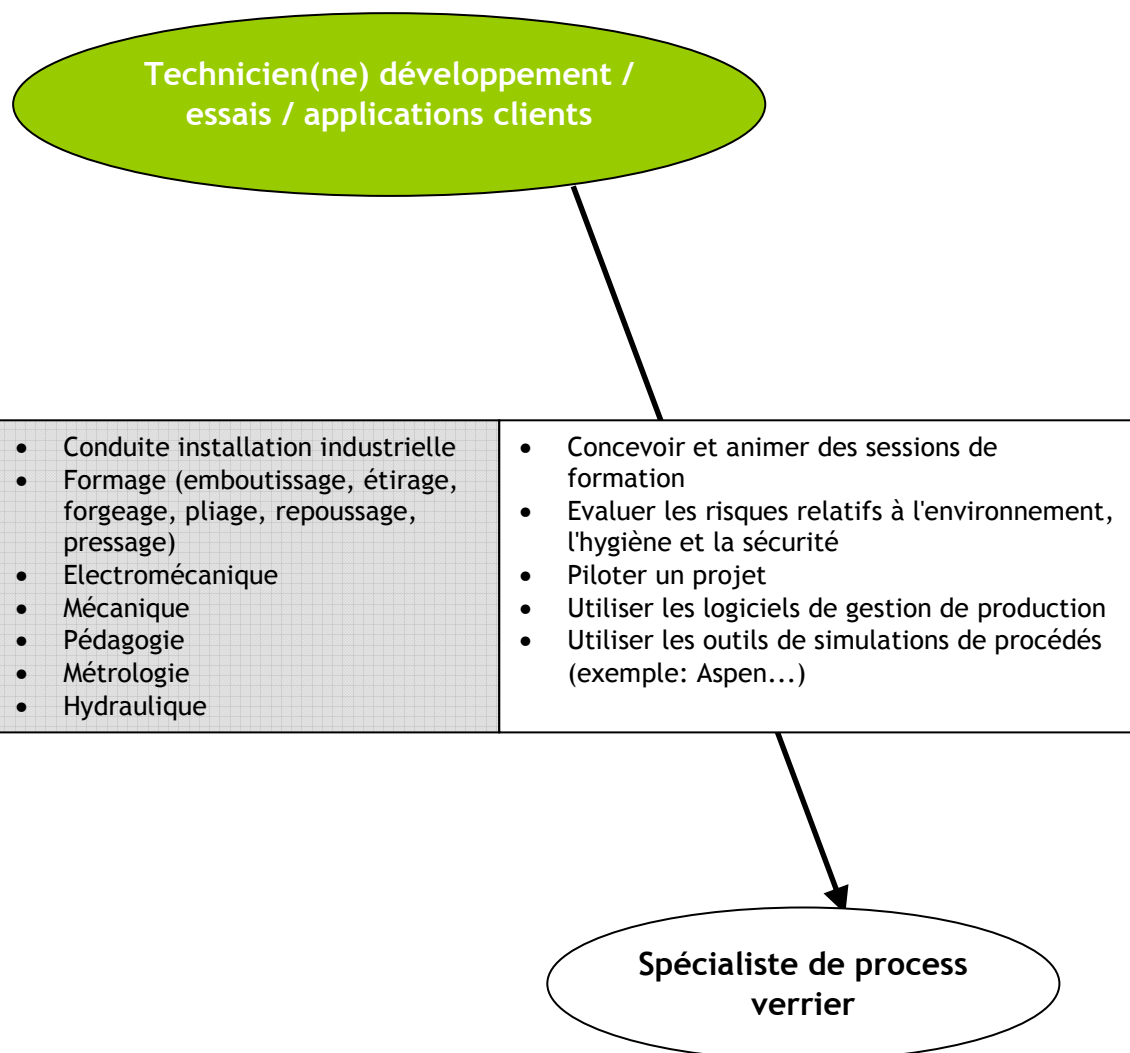 Technicien(ne) développement /
essais / applications clients
• Conduite installation industrielle
• Formage (emboutissage, étirage,
forgeage, pliage, repoussage,
pressage)
• Electromécanique
• Mécanique
• Pédagogie
• Métrologie
• Hydraulique
• Concevoir et animer des sessions de
formation
• Evaluer les risques relatifs à l'environnement,
l'hygiène et la sécurité
• Piloter un projet
• Utiliser les logiciels de gestion de production
• Utiliser les outils de simulations de procédés
(exemple: Aspen...)
Spécialiste de process
verrier